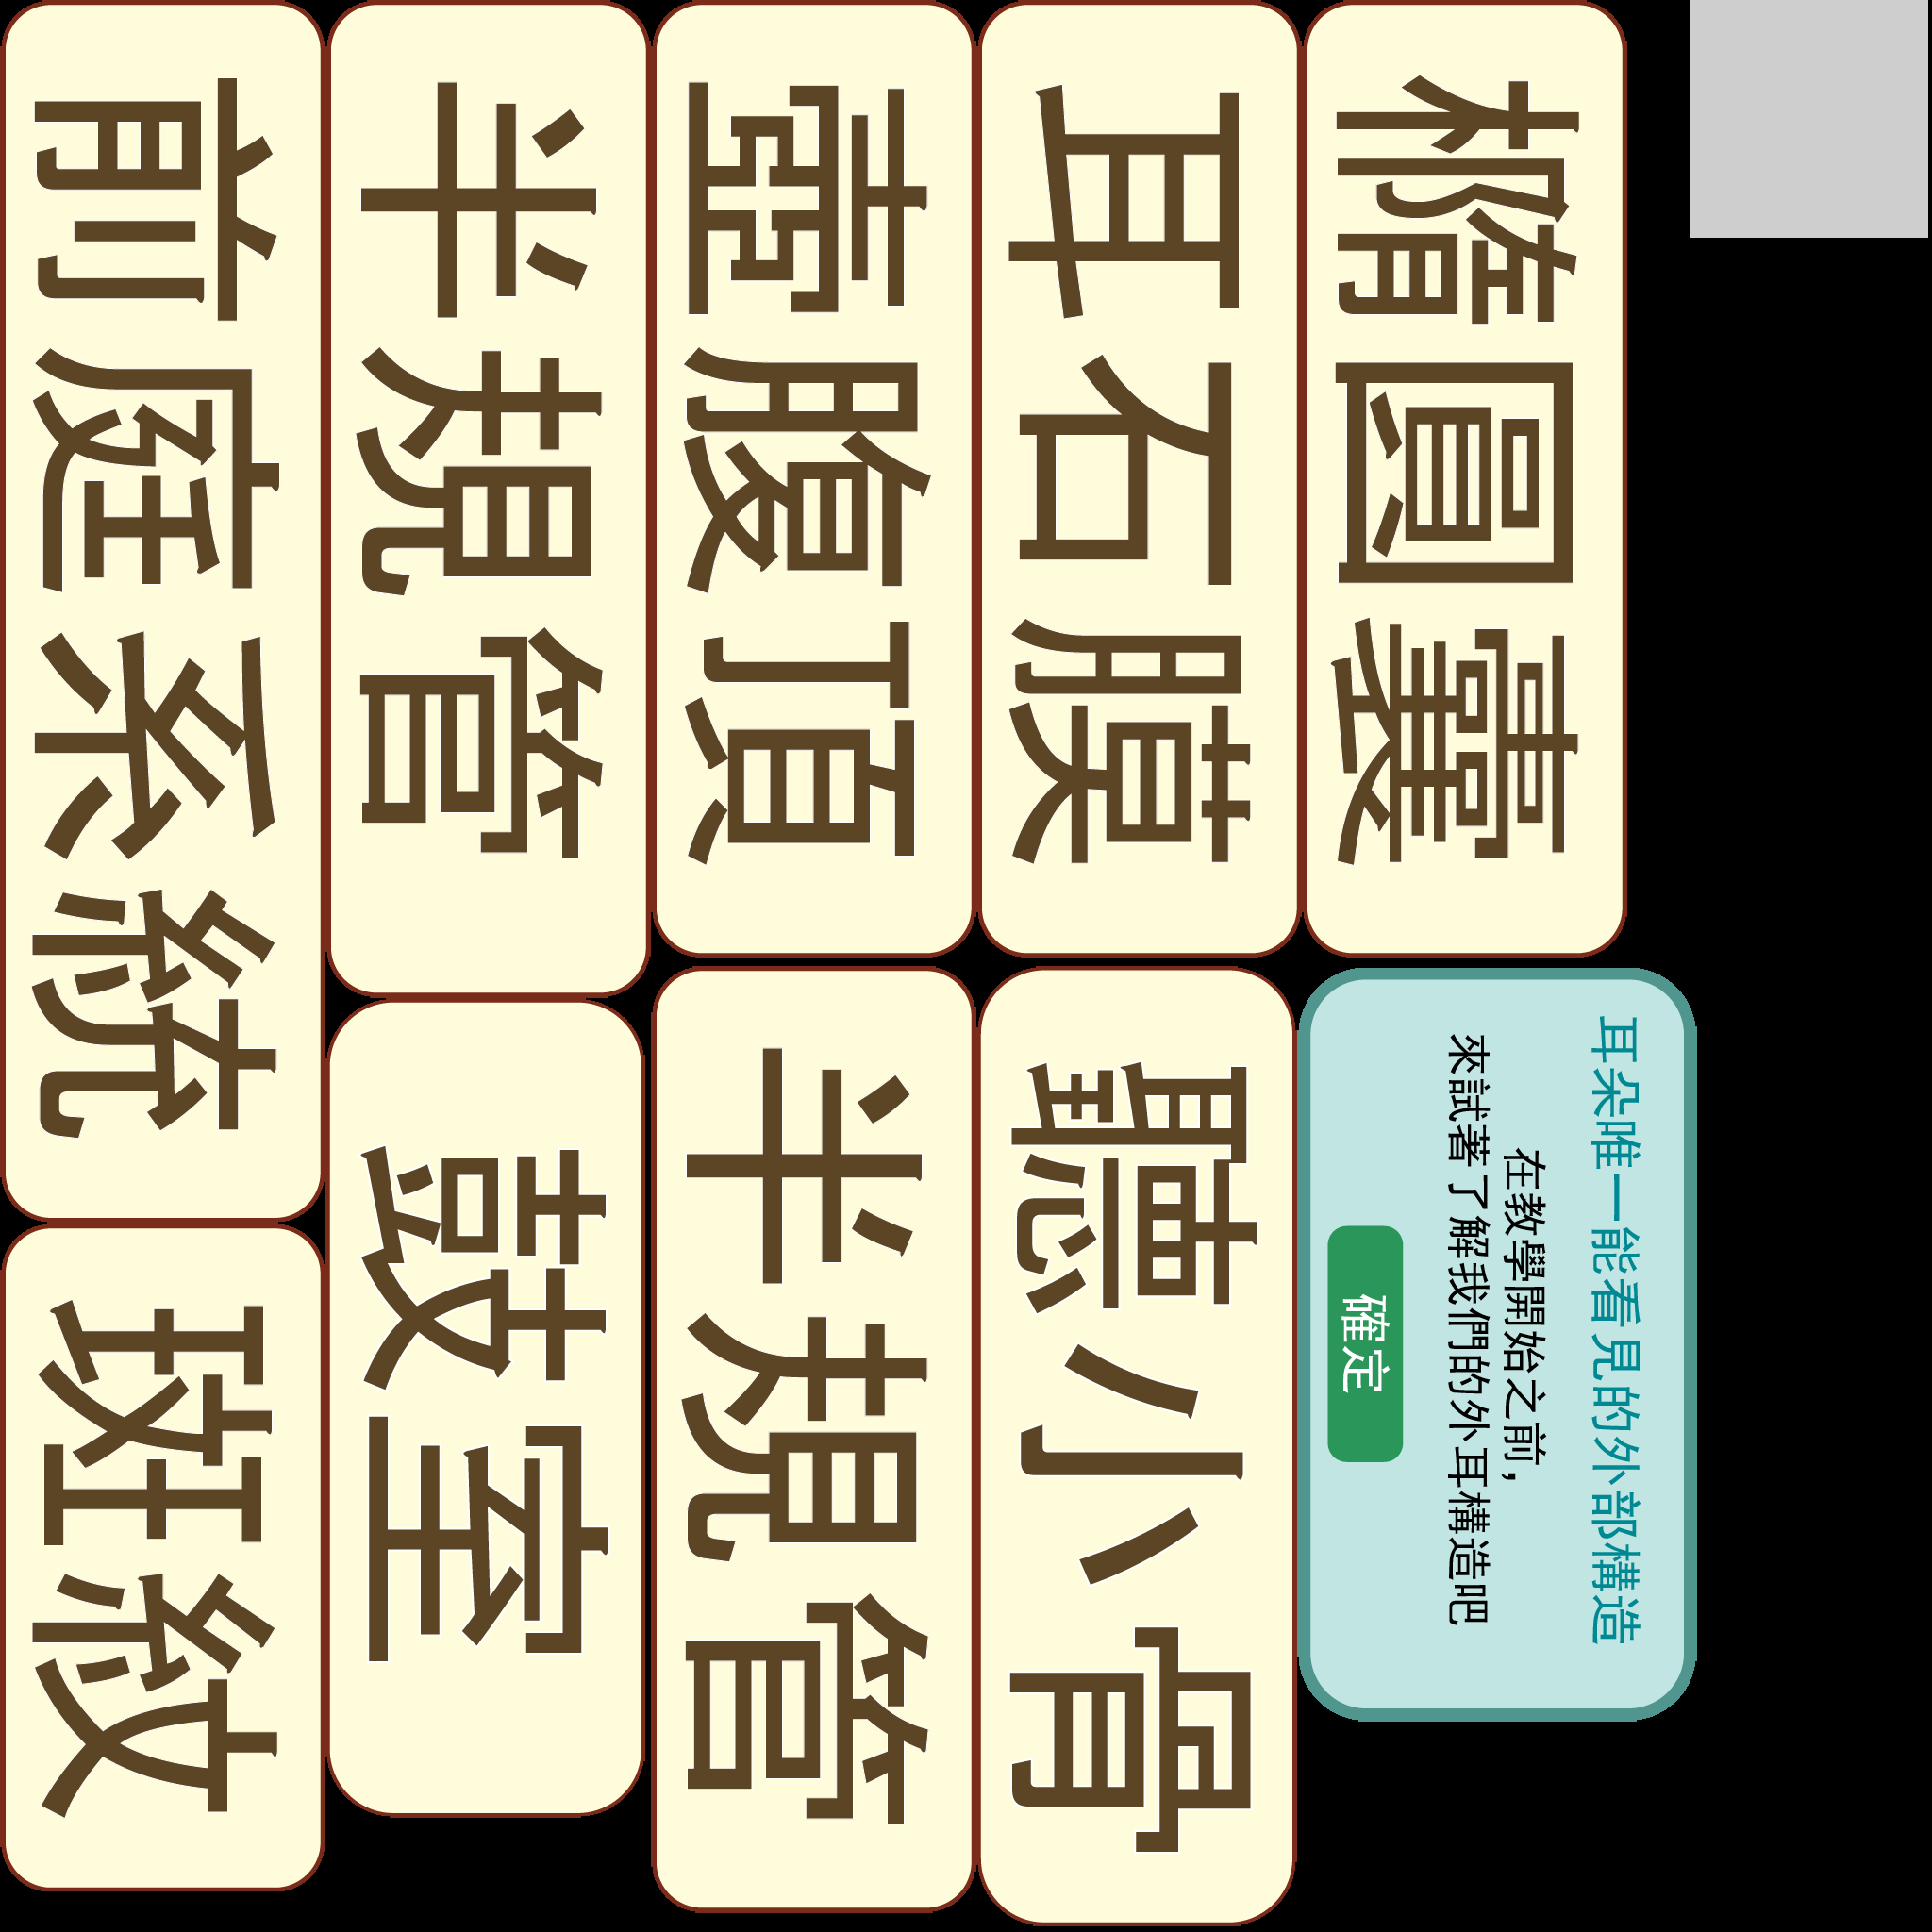 橢圓囊
耳朵唯一能看見的外部構造
在教學開始之前,
來試著了解我們的外耳構造吧
確定
耳石膜
聽小骨
壺腹頂
半規管
半規管
鼓室
前庭系統
斑紋